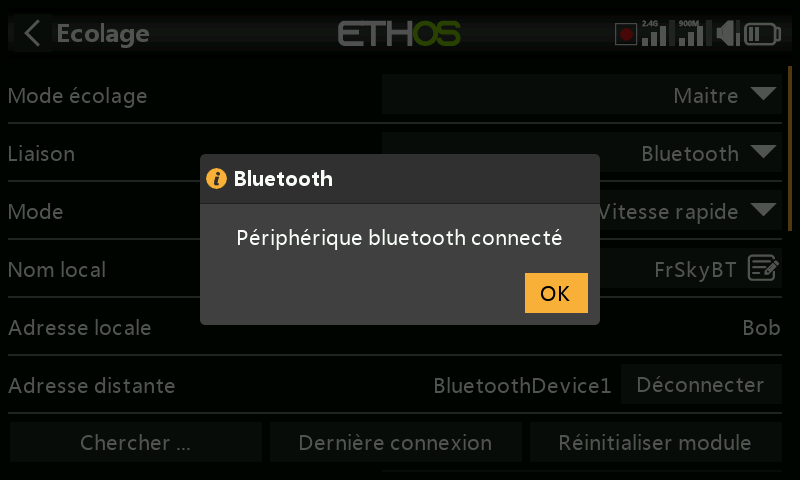 Ecolage
ETHOS
2.4G
900M
Mode écolage
Maitre
Liaison
Bluetooth
Mode
Vitesse rapide
Bluetooth
Périphérique bluetooth connecté
OK
Nom local
FrSkyBT
Adresse locale
Bob
Adresse distante
BluetoothDevice1
Déconnecter
Chercher ...
Dernière connexion
Réinitialiser module